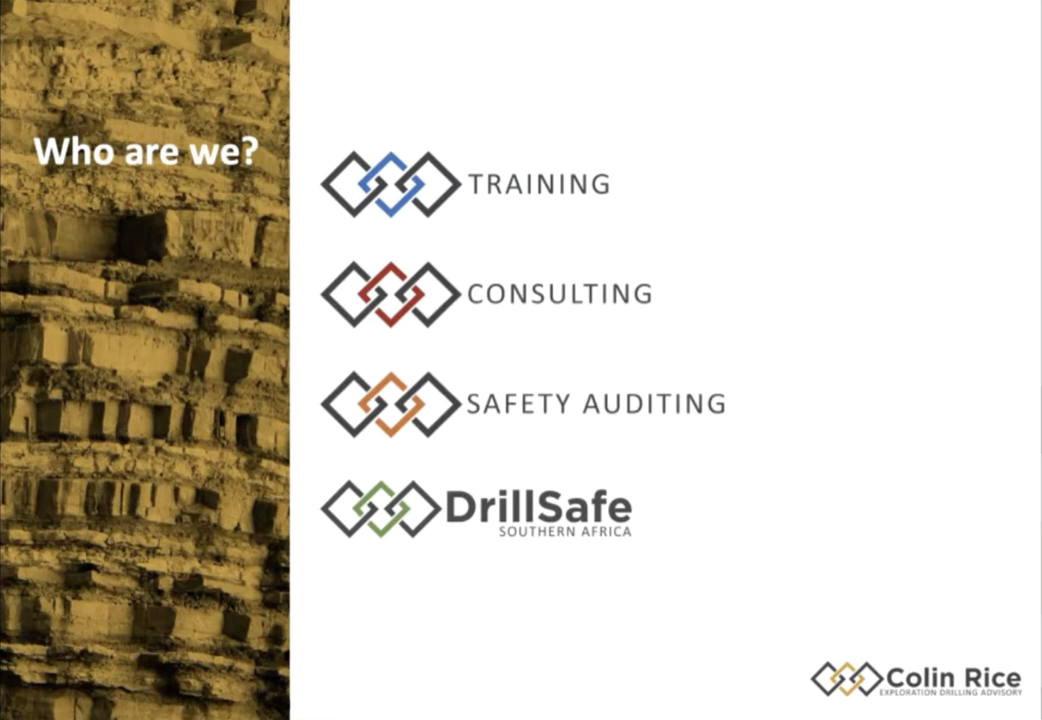 Who are we?
TRAINING
CONSULTING
SAFETY AUDITING
DrillSafe
SOUTHERN AFRICA
Colin Rice
EXPLORATION DRILLING ADVISORY